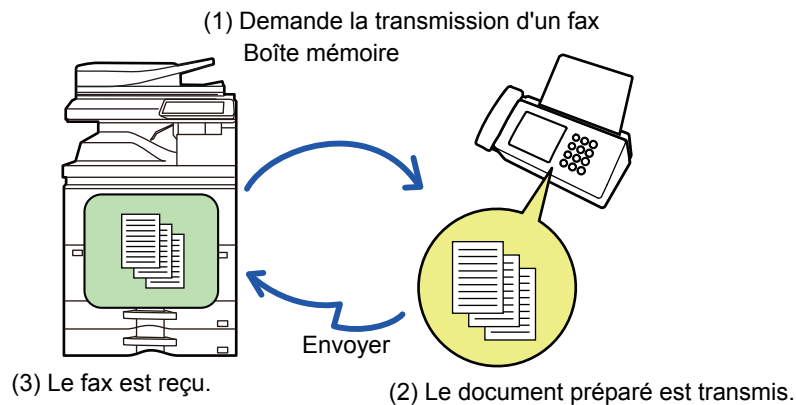 (1) Demande la transmission d'un fax
Boîte mémoire
Envoyer
(3) Le fax est reçu.
(2) Le document préparé est transmis.